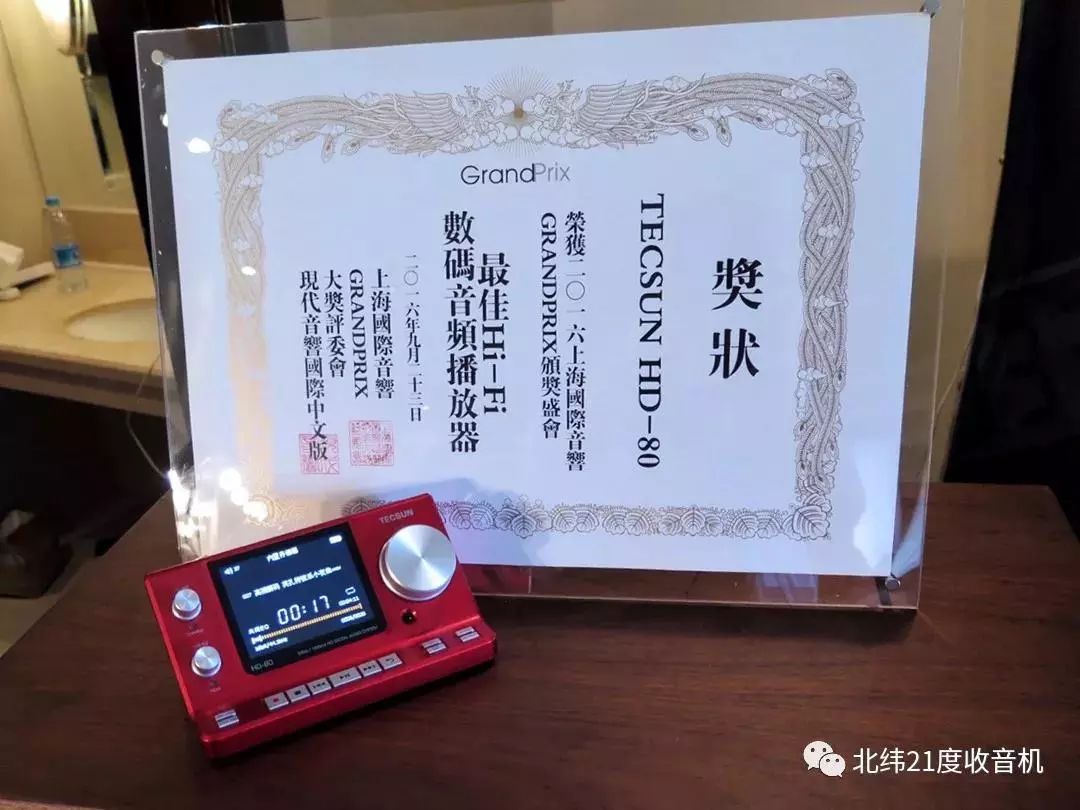 GrandPrix
獎狀
TECSUN HD-80
榮獲二〇一六上海國際音響
GRANDPRIX頒獎盛會
最佳Hi-Fi
數碼音頻播放器
二〇一六年九月二十三日
上海國際音響
GRANDPRIX
大獎評委會
現代音響國際中文版
TECSUN
00:17
HD-80
北纬21度收音机